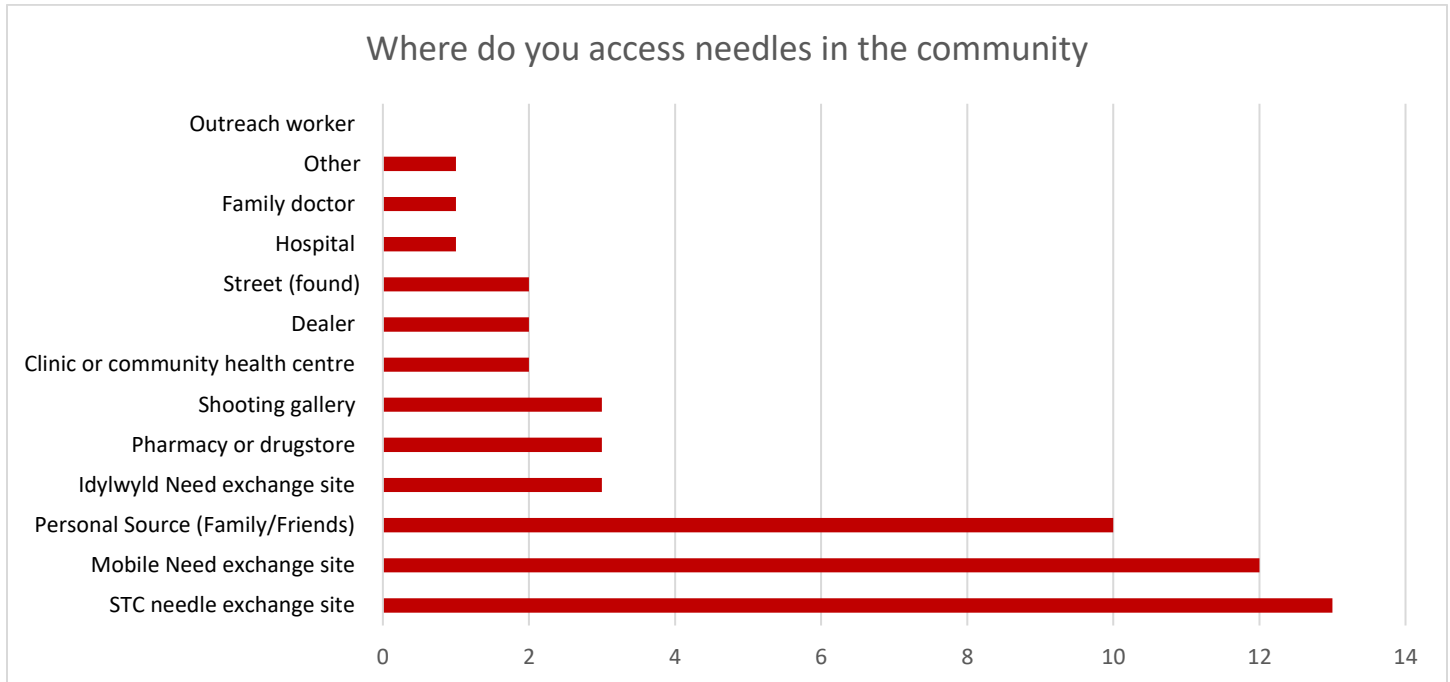 Where do you access needles in the community
Outreach worker
Other
Family doctor
Hospital
Street (found)
Dealer
Clinic or community health centre
Shooting gallery
Pharmacy or drugstore
Idylwyld Need exchange site
Personal Source (Family/Friends)
Mobile Need exchange site
STC needle exchange site
0 2 4 6 8 10 12 14